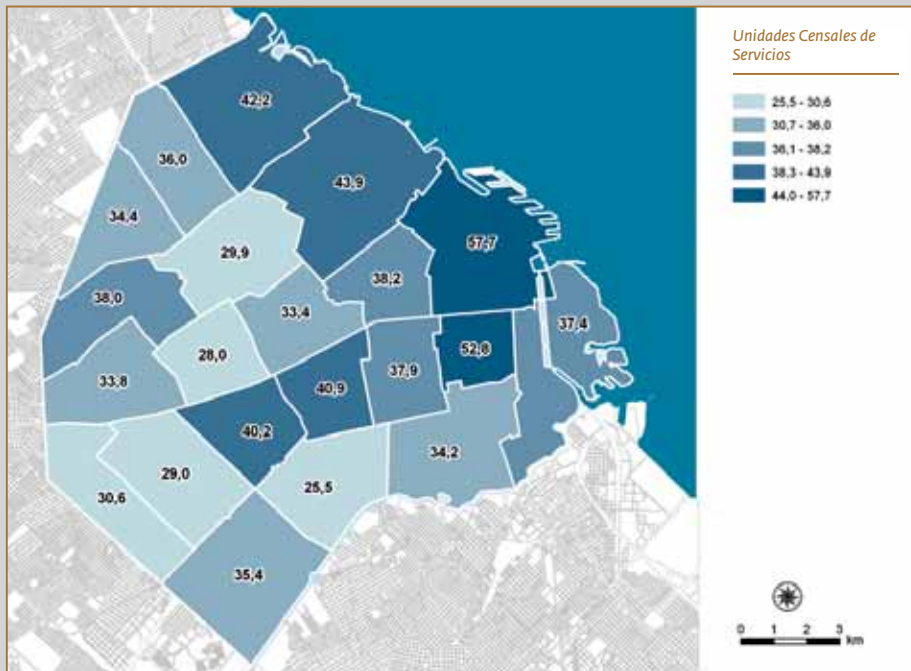 Unidades Censales de
Servicios
25,5 - 30,6
30,7 - 36,0
36,1 - 38,2
38,3 - 43,9
44,0 - 57,7
42,2
36,0
43,9
34,4
57,7
29,9
38,2
38,0
33,4
37,4
28,0
52,8
33,8
40,9
37,9
40,2
34,2
29,0
25,5
30,6
35,4
0 1 2 3
km